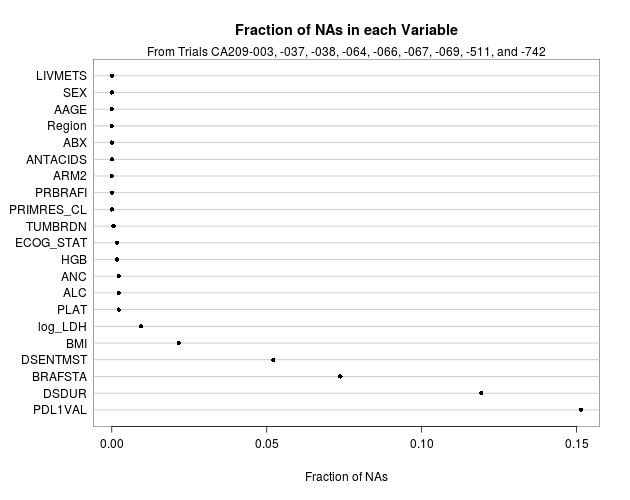 Fraction of NAs in each Variable
From Trials CA209-003, -037, -038, -064, -066, -067, -069, -511, and -742
LIVMETS
SEX
AAGE
Region
ABX
ANTACIDS
ARM2
PRBRAFI
PRIMRES_CL
TUMBRDN
ECOG_STAT
HGB
ANC
ALC
PLAT
log_LDH
BMI
DSENTMST
BRAFSTA
DSDUR
PDL1VAL
0.00 0.05 0.10 0.15
Fraction of NAs